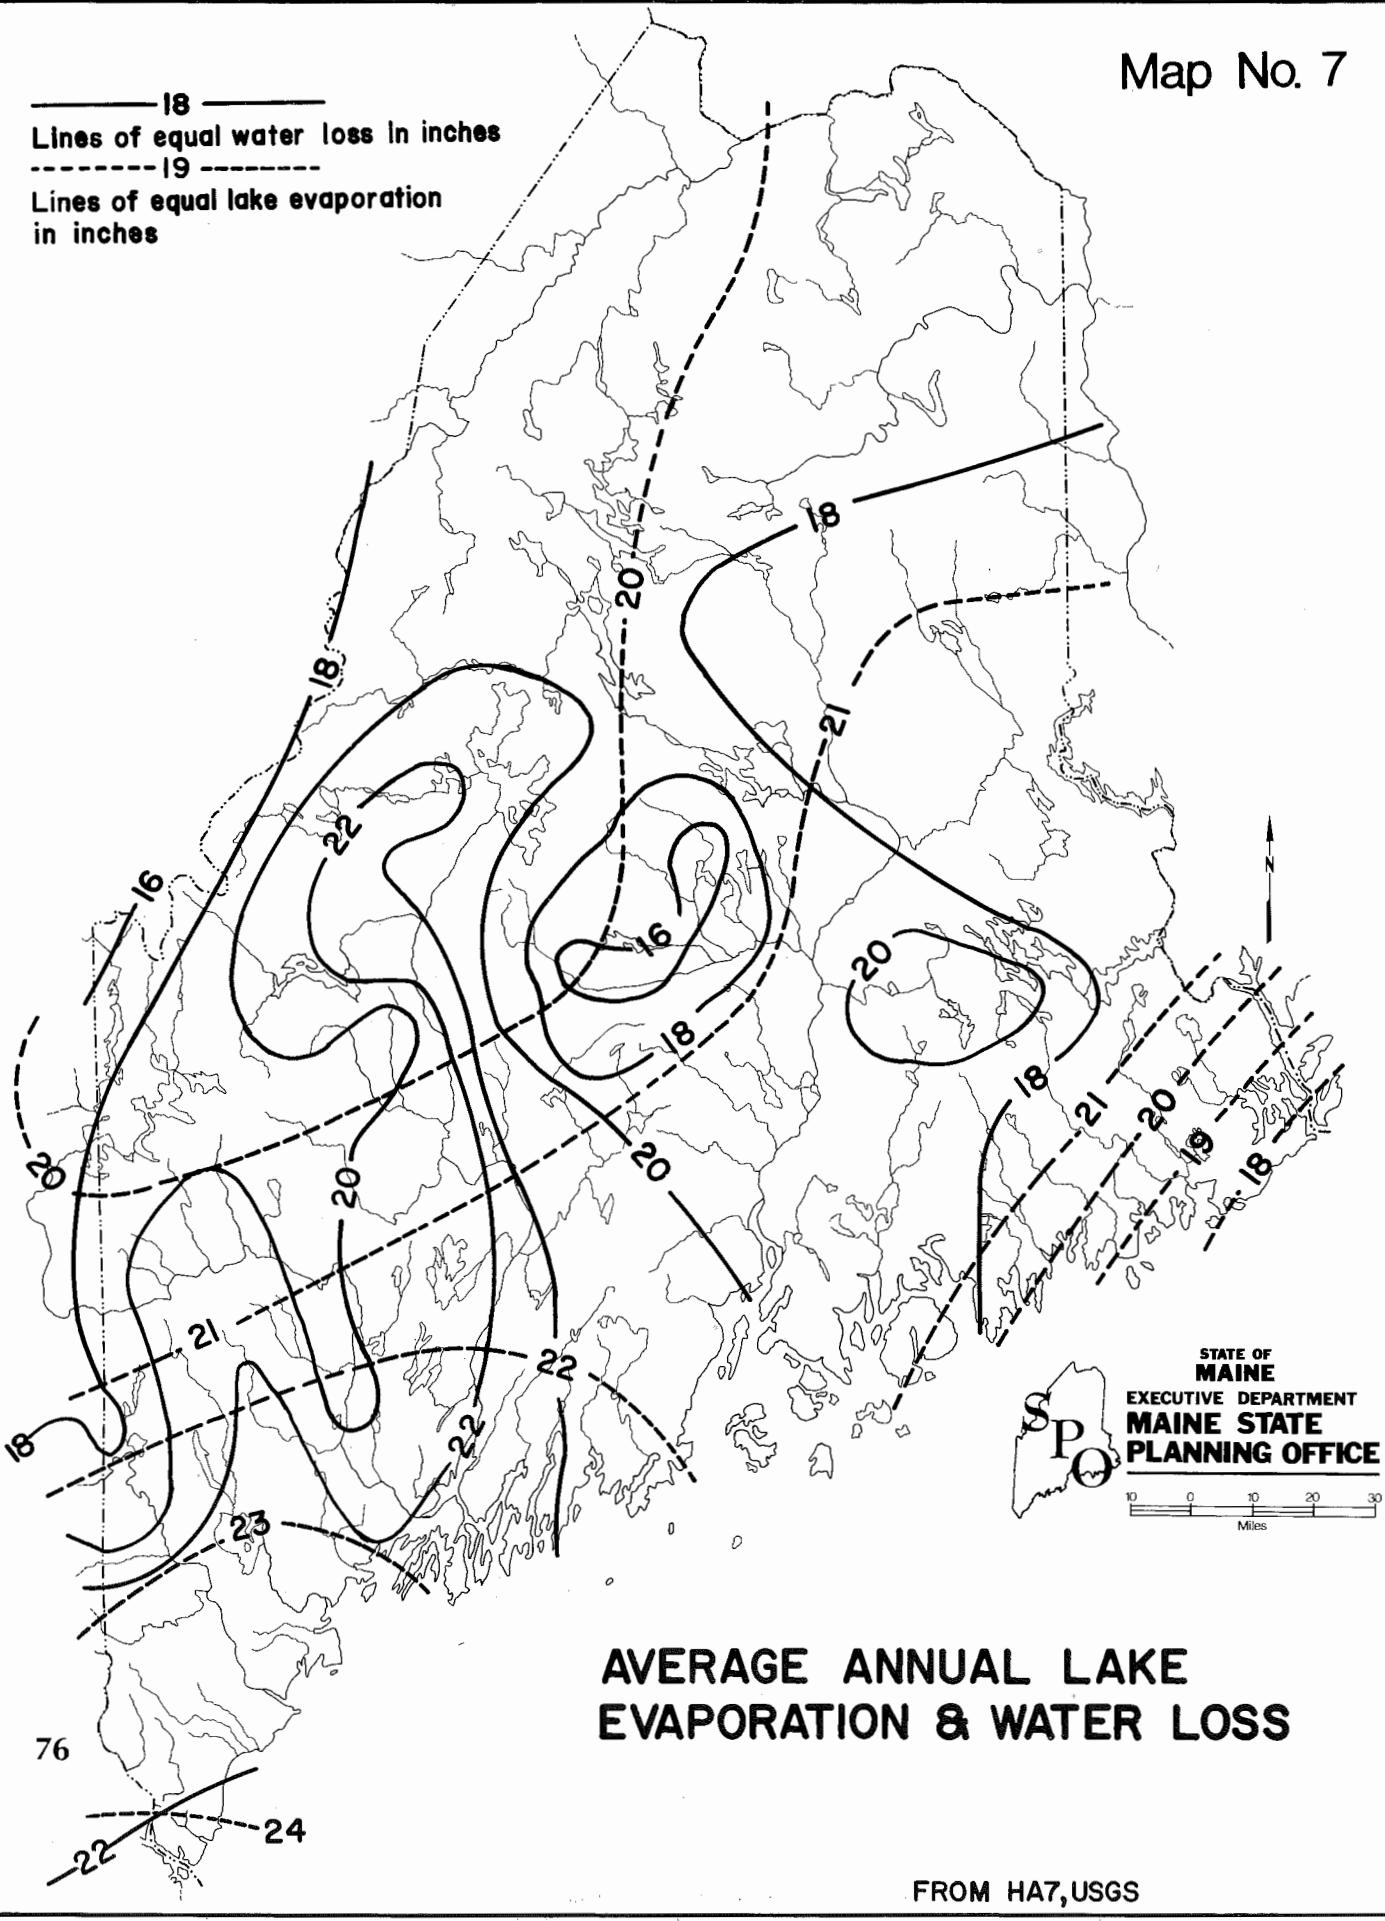 Map No. 7
18
Lines of equal water loss in inches
19
Lines of equal lake evaporation
in inches
18
20
18
21
22
16
16
20
18
18
21
20
19
18
20
20
20
21
22
18
22
23
N
STATE OF
MAINE
EXECUTIVE DEPARTMENT
MAINE STATE
PLANNING OFFICE
SPO
10 0 10 20 30
Miles
AVERAGE ANNUAL LAKE
EVAPORATION & WATER LOSS
76
24
22
FROM HA7, USGS